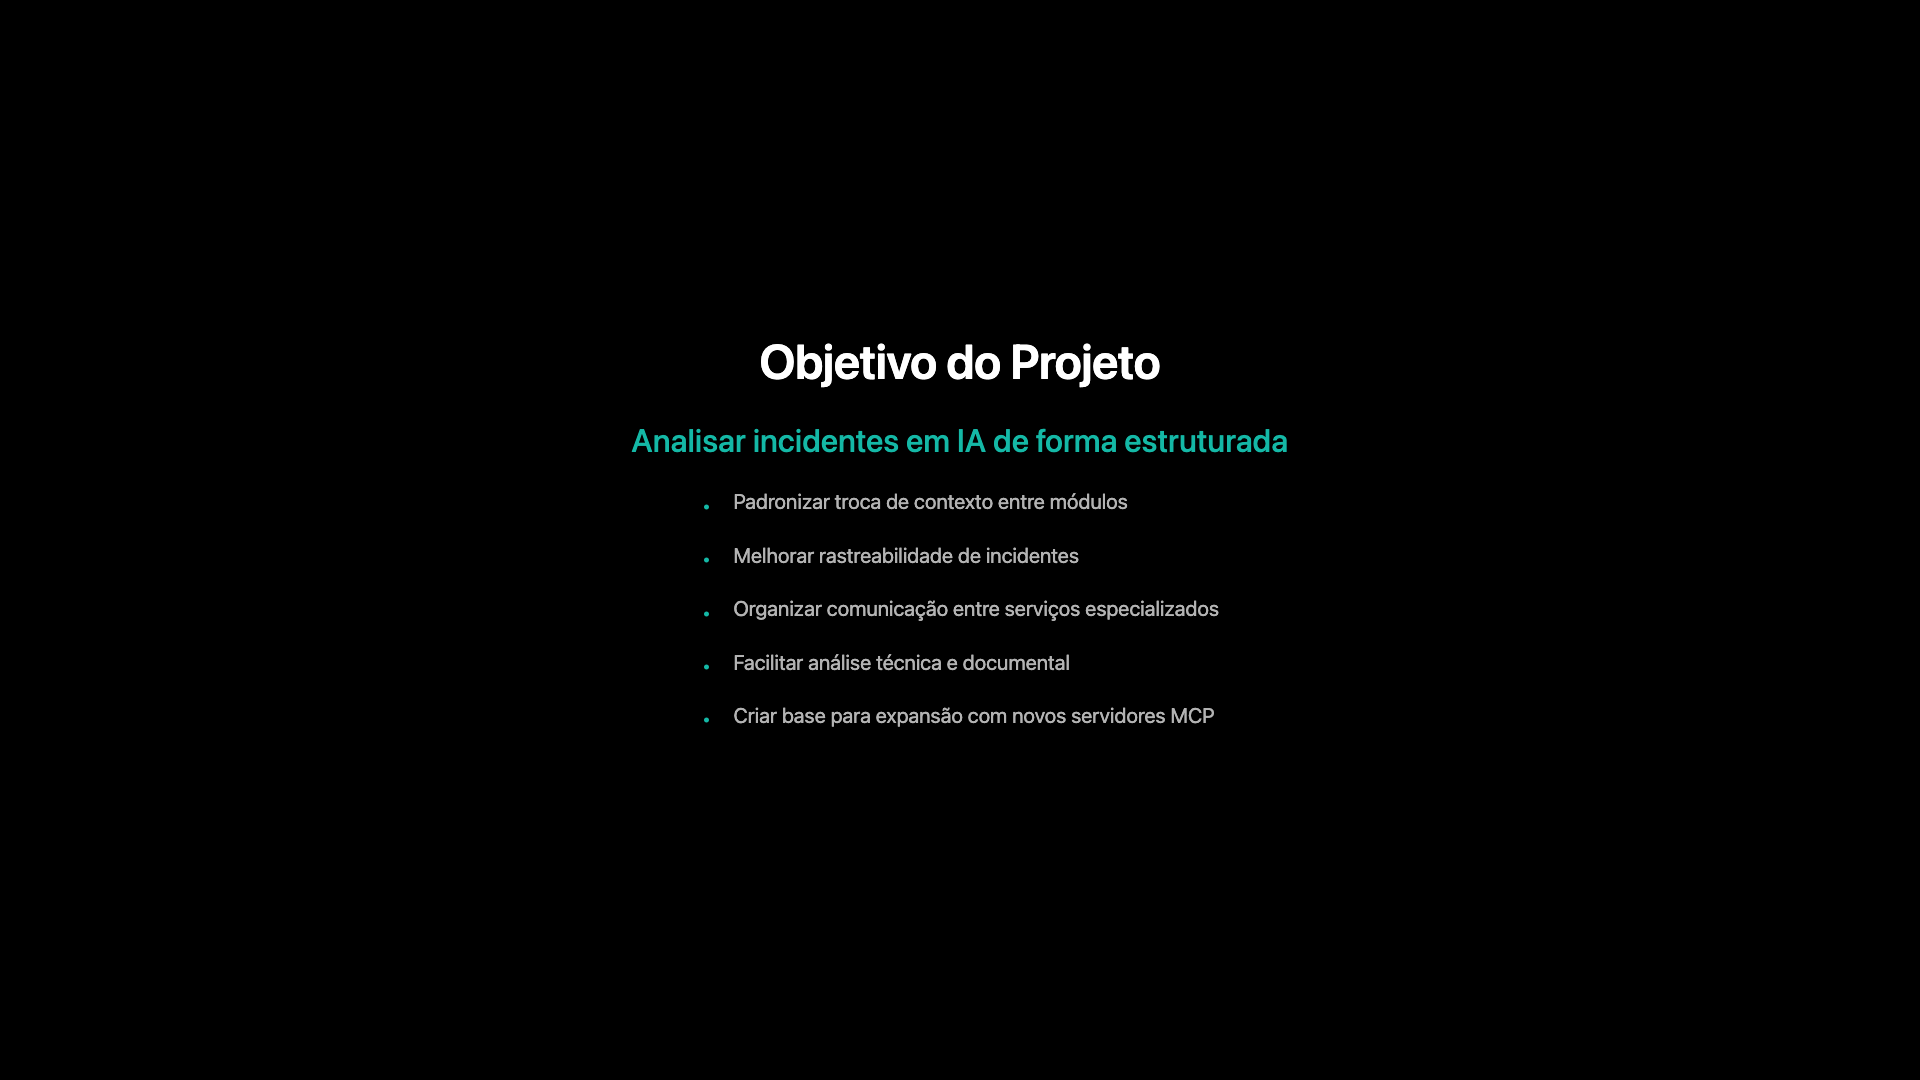 Objetivo do Projeto
Analisar incidentes em IA de forma estruturada
Padronizar troca de contexto entre módulos
Melhorar rastreabilidade de incidentes
Organizar comunicação entre serviços especializados
Facilitar análise técnica e documental
Criar base para expansão com novos servidores MCP